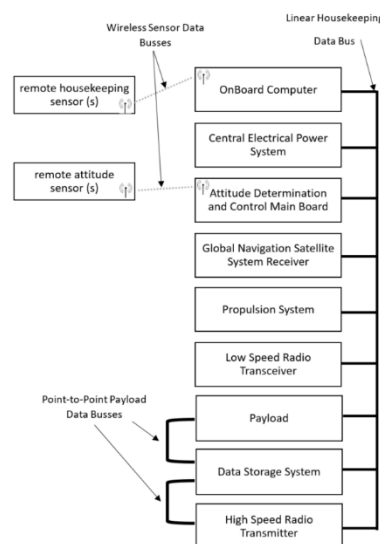 Wireless Sensor Data
Busses
Linear Housekeeping
Data Bus
remote housekeeping
sensor (s)
OnBoard Computer
Central Electrical Power
System
remote attitude
sensor (s)
Attitude Determination
and Control Main Board
Global Navigation Satellite
System Receiver
Propulsion System
Low Speed Radio
Transceiver
Point-to-Point Payload
Data Busses
Payload
Data Storage System
High Speed Radio
Transmitter